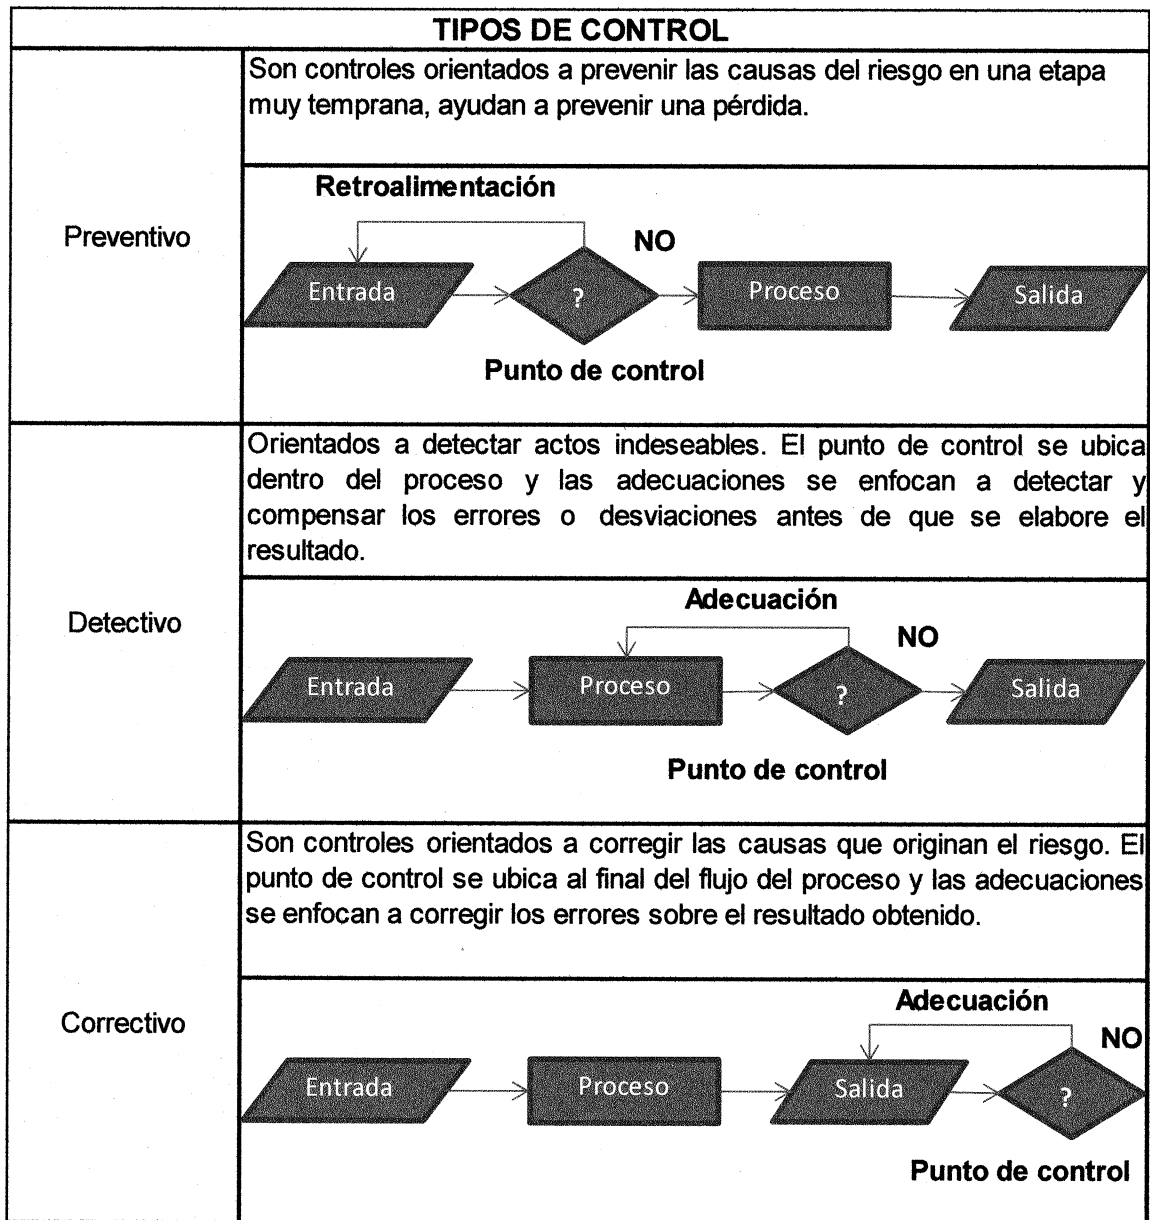 TIPOS DE CONTROL
Preventivo
Son controles orientados a prevenir las causas del riesgo en una etapa
muy temprana, ayudan a prevenir una pérdida.
Retroalimentación
NO
Entrada
?
Proceso
Salida
Punto de control
Detectivo
Orientados a detectar actos indeseables. El punto de control se ubica
dentro del proceso y las adecuaciones se enfocan a detectar y
compensar los errores o desviaciones antes de que se elabore el
resultado.
Adecuación
NO
Entrada
Proceso
?
Salida
Punto de control
Correctivo
Son controles orientados a corregir las causas que originan el riesgo. El
punto de control se ubica al final del flujo del proceso y las adecuaciones
se enfocan a corregir los errores sobre el resultado obtenido.
Adecuación
NO
Entrada
Proceso
Salida
?
Punto de control